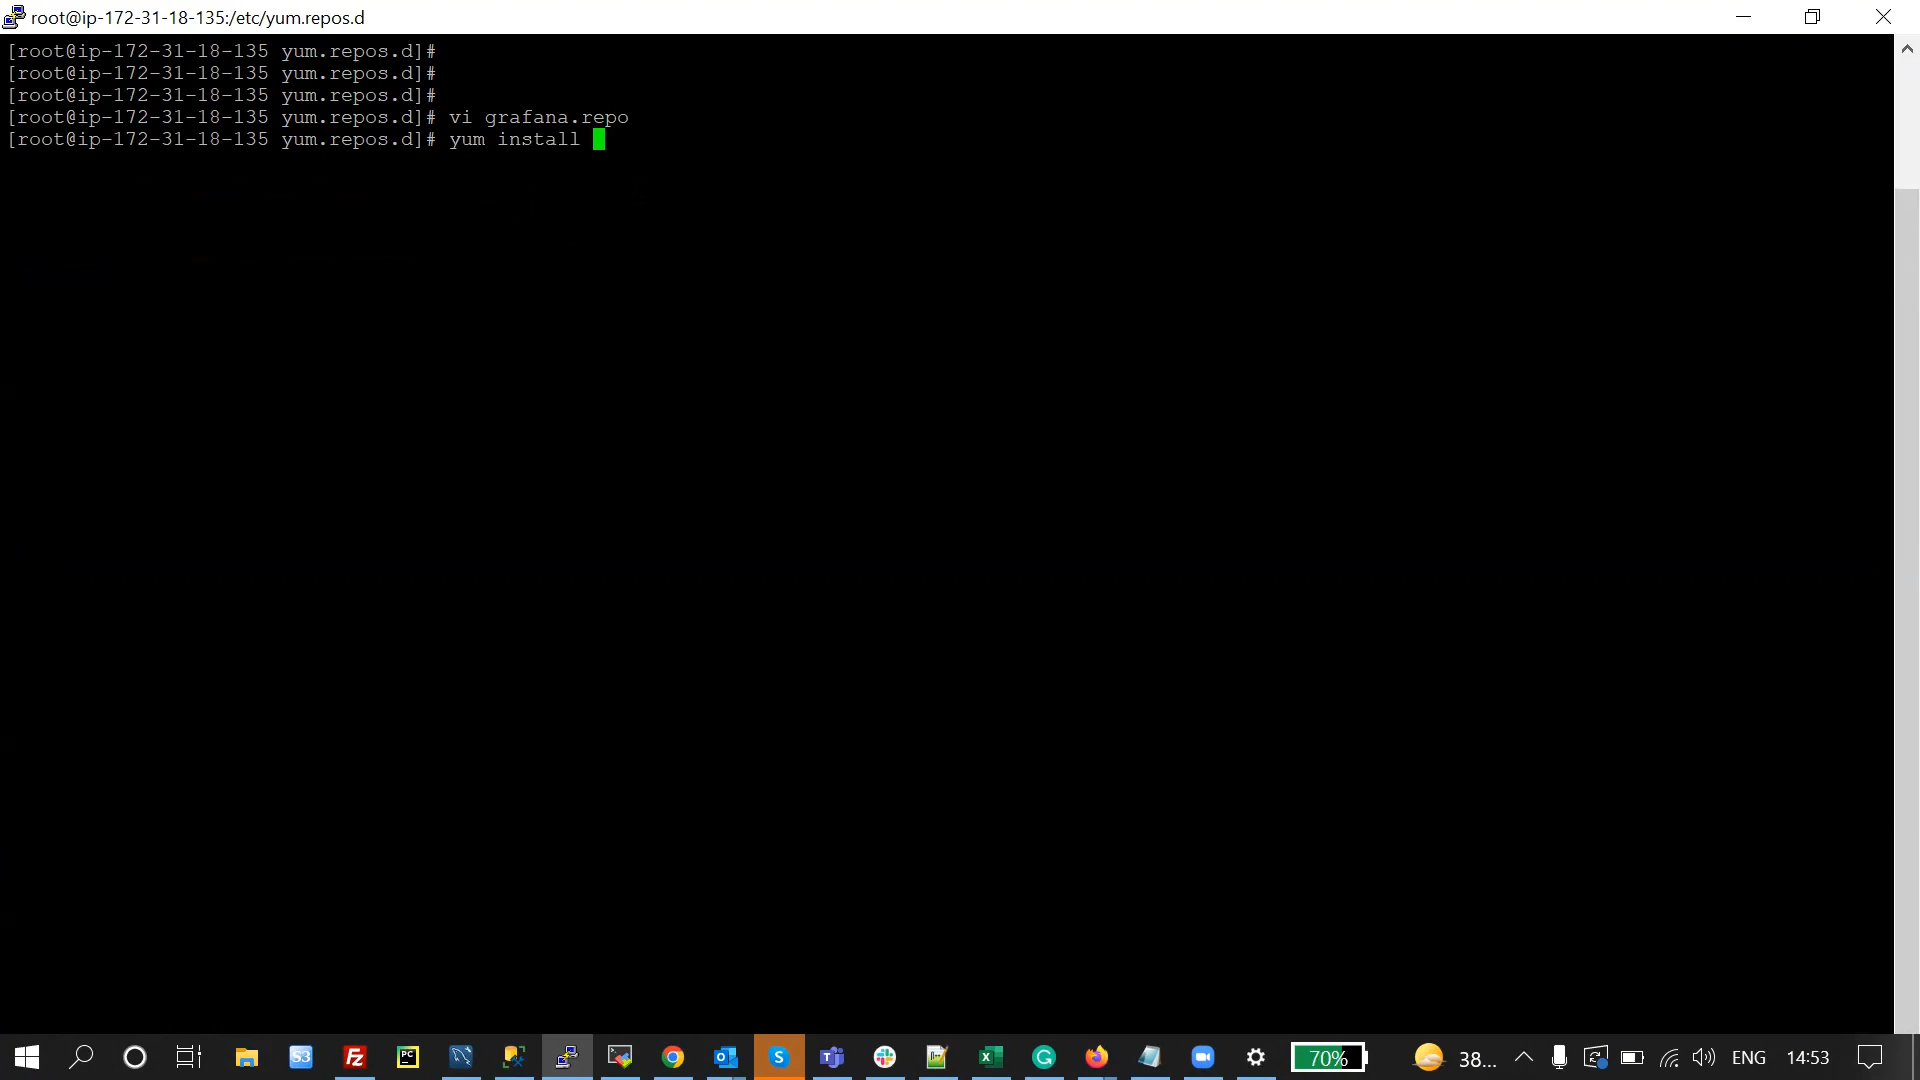 root@ip-172-31-18-135:/etc/yum.repos.d
[root@ip-172-31-18-135 yum.repos.d]#
[root@ip-172-31-18-135 yum.repos.d]#
[root@ip-172-31-18-135 yum.repos.d]#
[root@ip-172-31-18-135 yum.repos.d]# vi grafana.repo
[root@ip-172-31-18-135 yum.repos.d]# yum install
S3 FZ PC S X G 70% 38... ENG 14:53